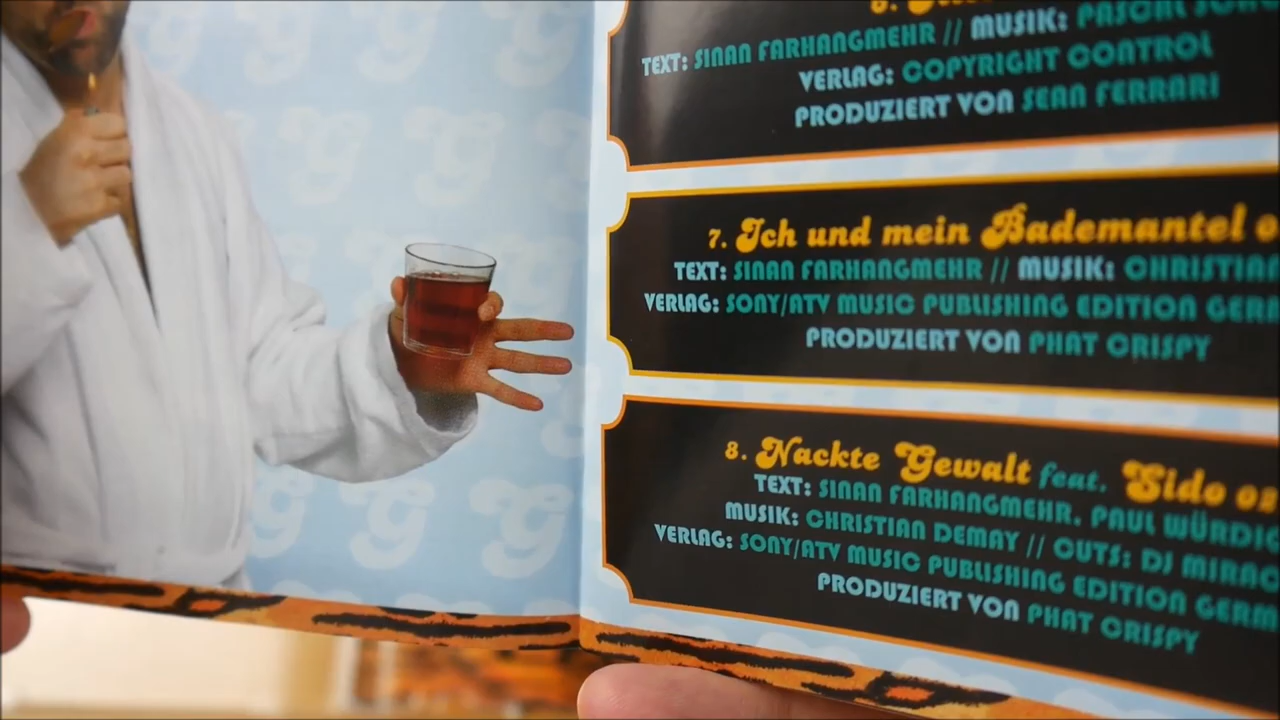 6.
TEXT: SINAN FARHANGMEHR // MUSIK: PASCAL
VERLAG: COPYRIGHT CONTROL
PRODUZIERT VON SEAN FERRARI
7. Ich und mein Bademantel
TEXT: SINAN FARHANGMEHR // MUSIK: CHRISTIAN
VERLAG: SONY/ATV MUSIC PUBLISHING EDITION GERM
PRODUZIERT VON PHAT CRISPY
8. Nackte Gewalt feat. Sido
TEXT: SINAN FARHANGMEHR, PAUL WÜRDIG
MUSIK: CHRISTIAN DEMAY // CUTS: DJ MIRAC
VERLAG: SONY/ATV MUSIC PUBLISHING EDITION GERM
PRODUZIERT VON PHAT CRISPY